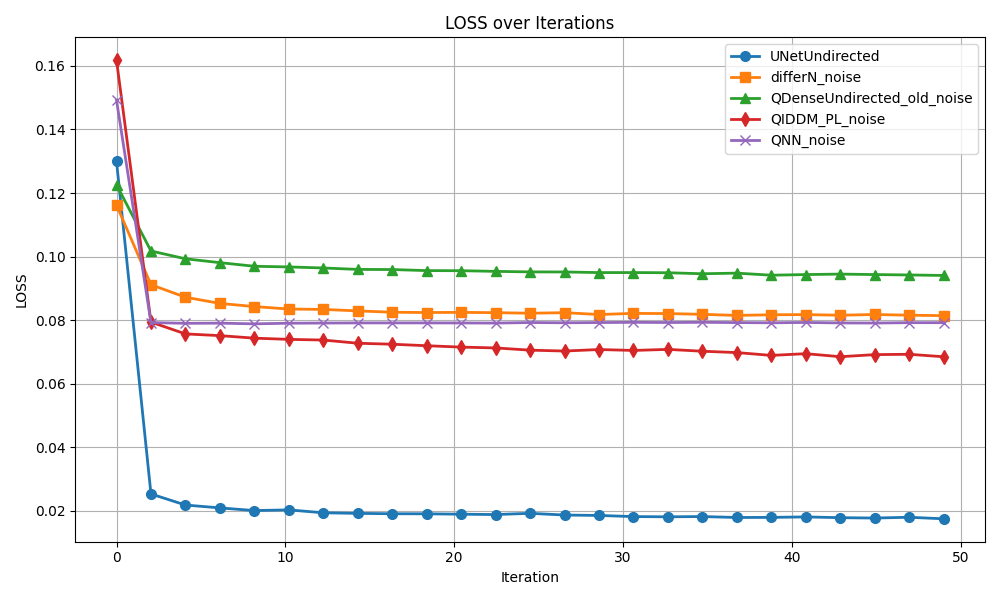 LOSS over Iterations
LOSS
0.16
0.14
0.12
0.10
0.08
0.06
0.04
0.02
UNetUndirected
differN_noise
QDenseUndirected_old_noise
QIDDM_PL_noise
QNN_noise
0 10 20 30 40 50
Iteration